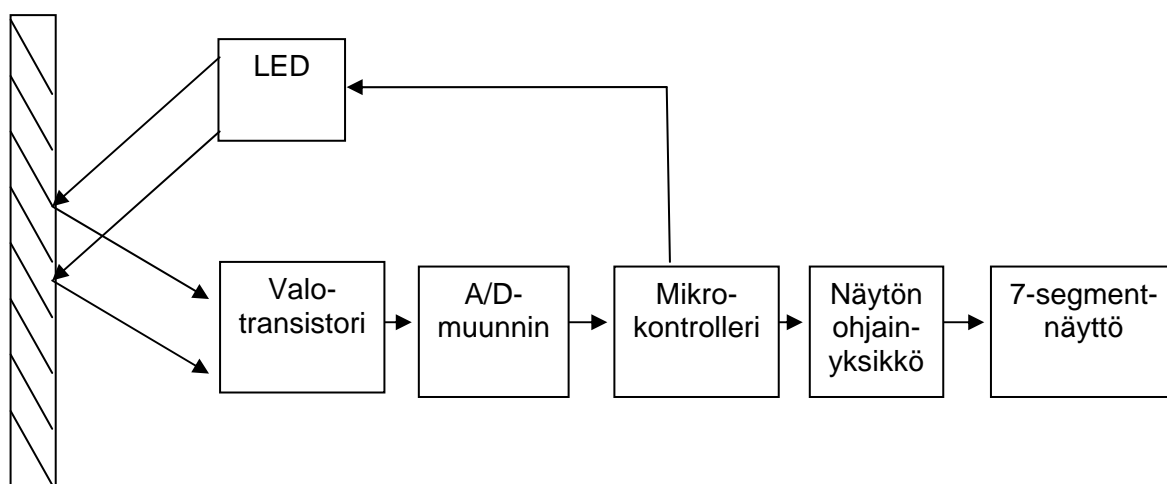 LED
Valo-
transistori
A/D-
muunnin
Mikro-
kontrolleri
Näytön
ohjain-
yksikkö
7-segment-
näyttö